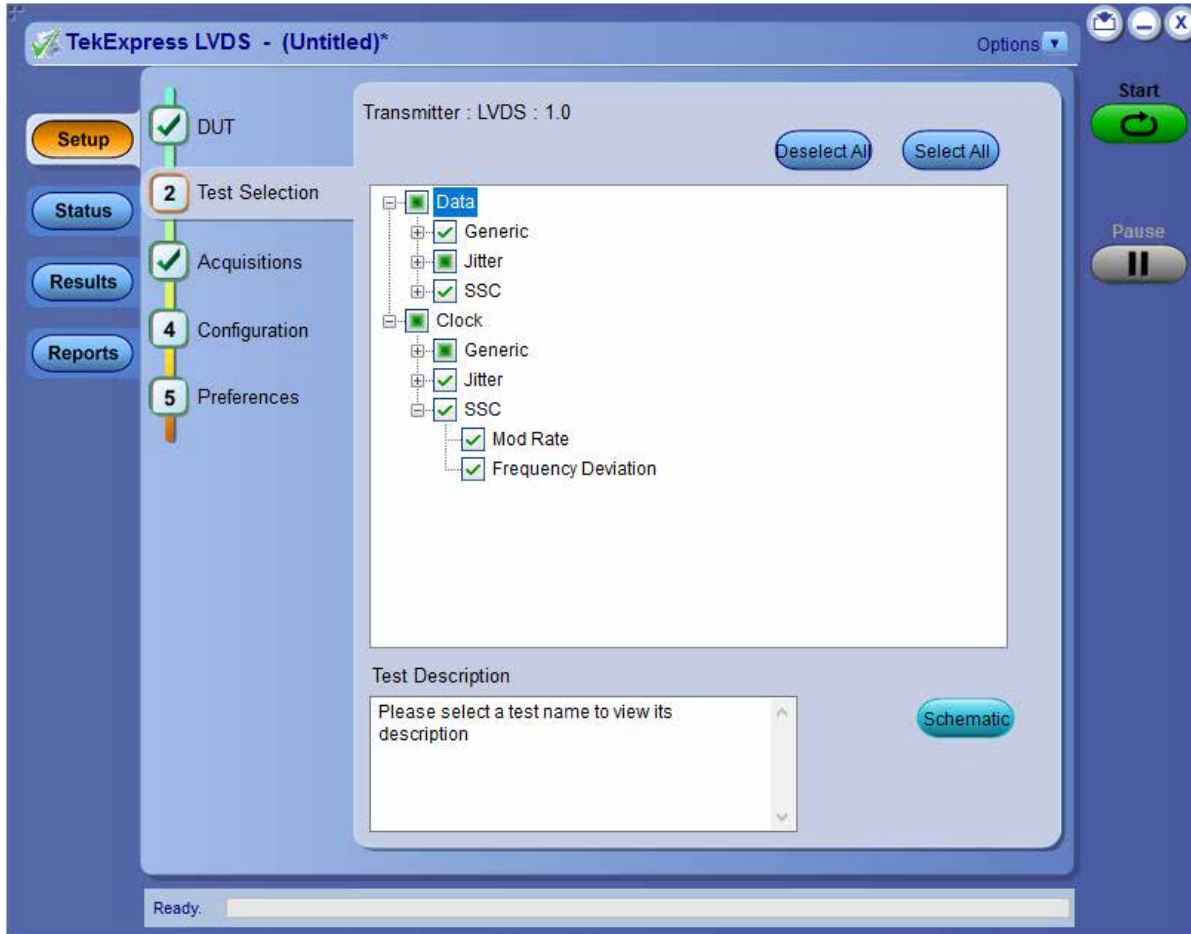 TekExpress LVDS - (Untitled)*
Options
X
Start
Pause
Setup
Status
Results
Reports
DUT
2 Test Selection
Acquisitions
4 Configuration
5 Preferences
Transmitter : LVDS : 1.0
Deselect All
Select All
Data
Generic
Jitter
SSC
Clock
Generic
Jitter
SSC
Mod Rate
Frequency Deviation
Test Description
Please select a test name to view its
description
Schematic
Ready.